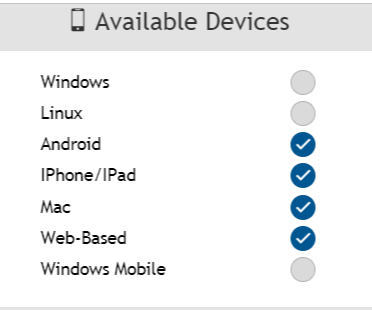 Available Devices
Windows
Linux
Android
IPhone/IPad
Mac
Web-Based
Windows Mobile